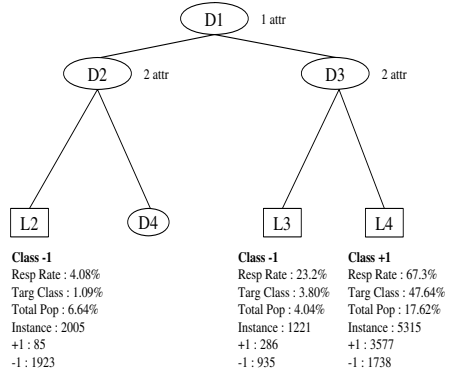 D1 1 attr
D2 2 attr D3 2 attr
L2 D4 L3 L4
Class -1
Resp Rate : 4.08%
Targ Class : 1.09%
Total Pop : 6.64%
Instance : 2005
+1 : 85
-1 : 1923
Class -1
Resp Rate : 23.2%
Targ Class : 3.80%
Total Pop : 4.04%
Instance : 1221
+1 : 286
-1 : 935
Class +1
Resp Rate : 67.3%
Targ Class : 47.64%
Total Pop : 17.62%
Instance : 5315
+1 : 3577
-1 : 1738